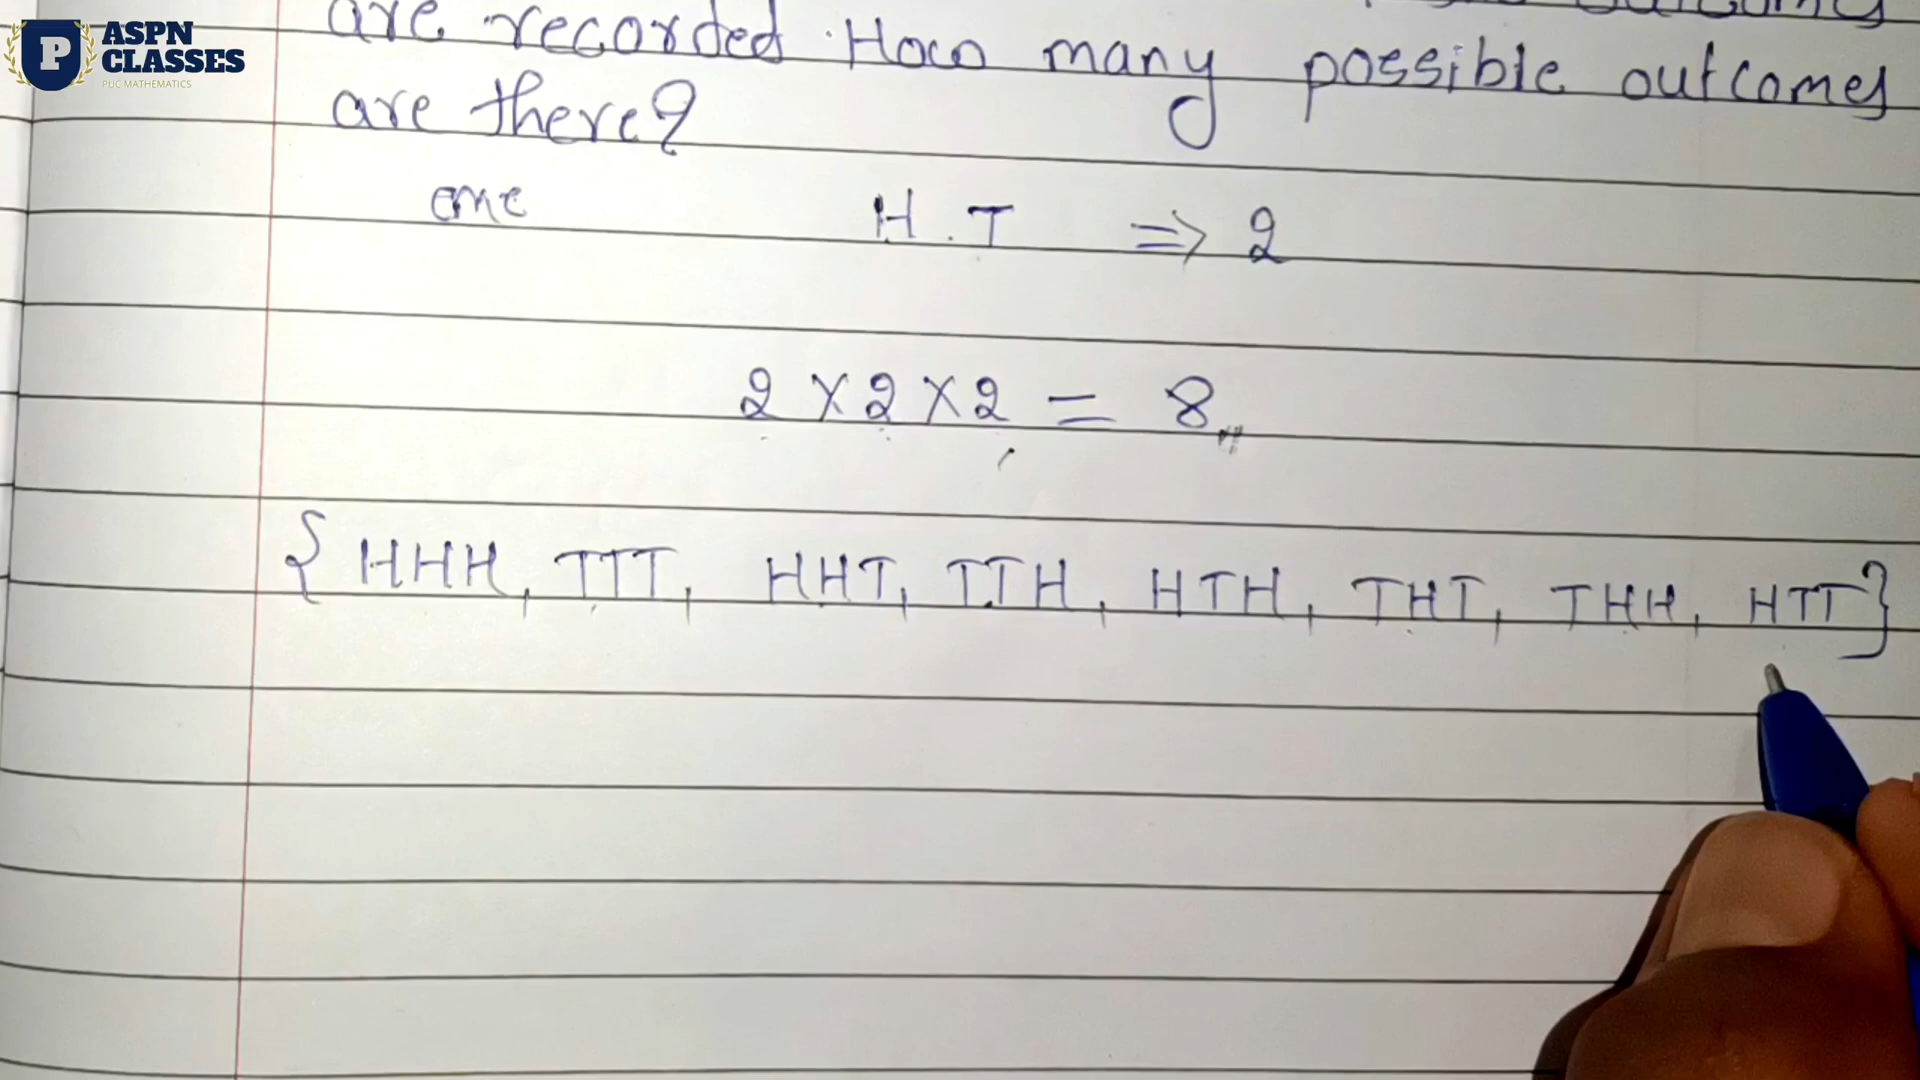 ASPN
CLASSES
PUC MATHEMATICS
are recorded. How many possible outcomes
are there?
one H. T => 2
2 X 2 X 2 = 8,,
{HHH, TTT, HHT, TTH, HTH, THT, THH, HTT}